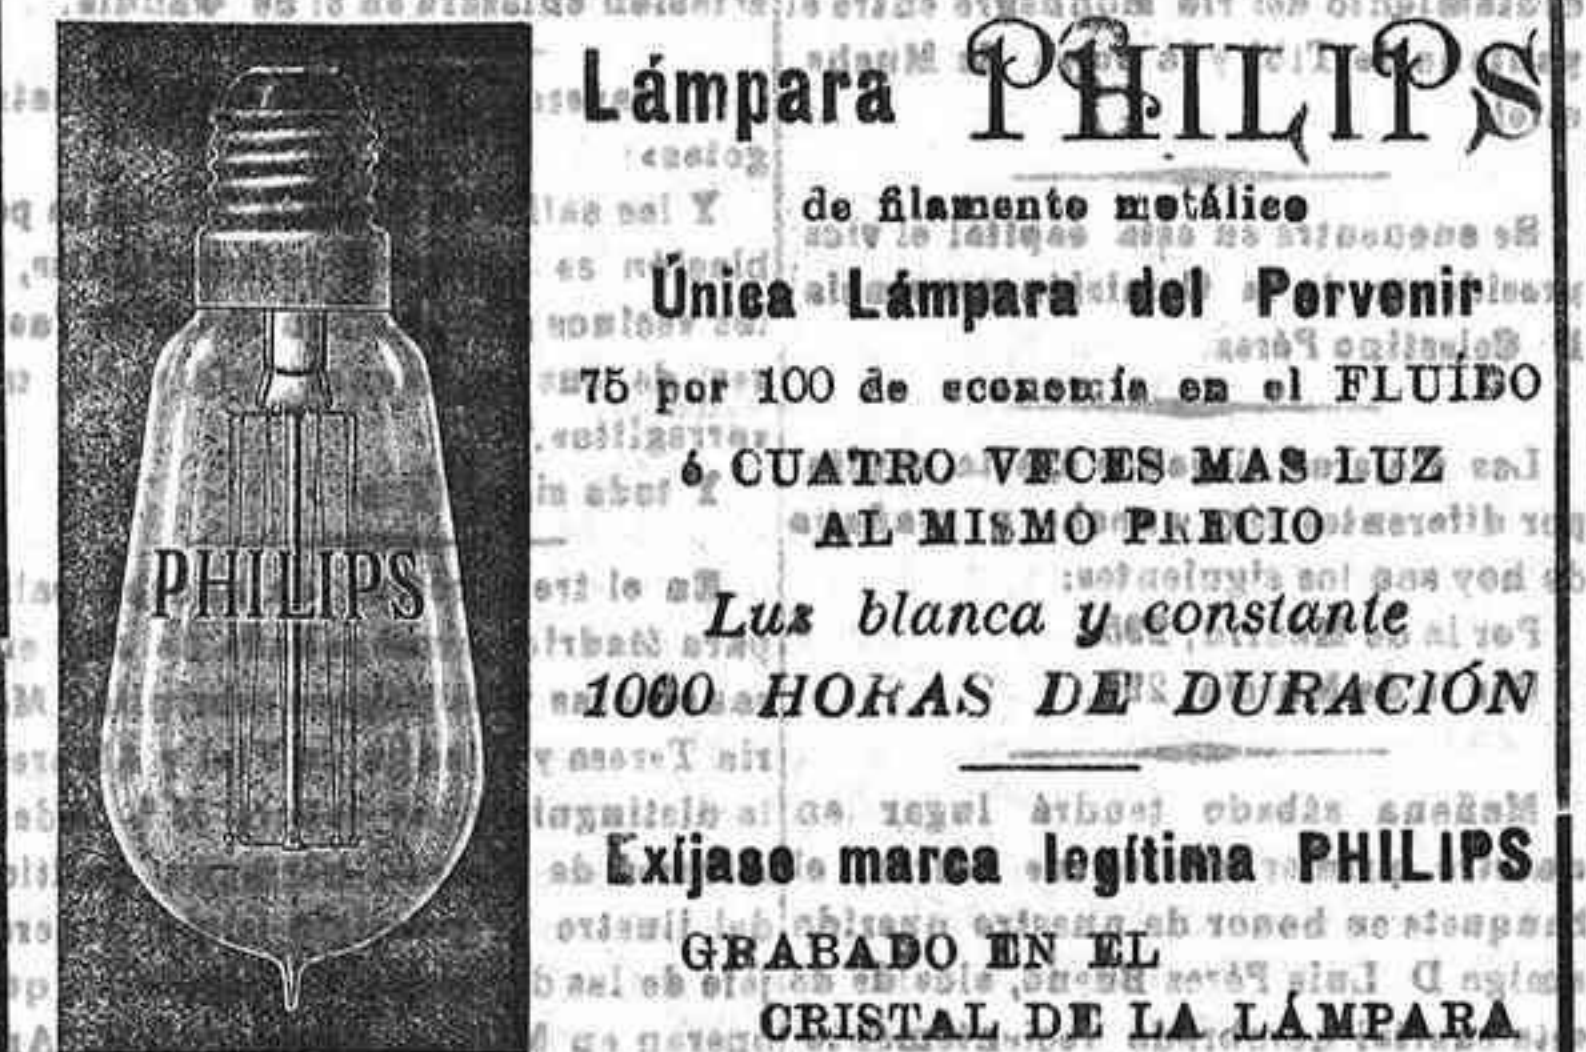 PHILIPS
Lámpara PHILIPS
de filamento metálico
Única Lámpara del Porvenir
75 por 100 de economía en el FLUÍDO
ó CUATRO VECES MAS LUZ
AL MISMO PRECIO
Luz blanca y constante
1000 HORAS DE DURACIÓN
Exíjase marca legítima PHILIPS
GRABADO EN EL
CRISTAL DE LA LÁMPARA